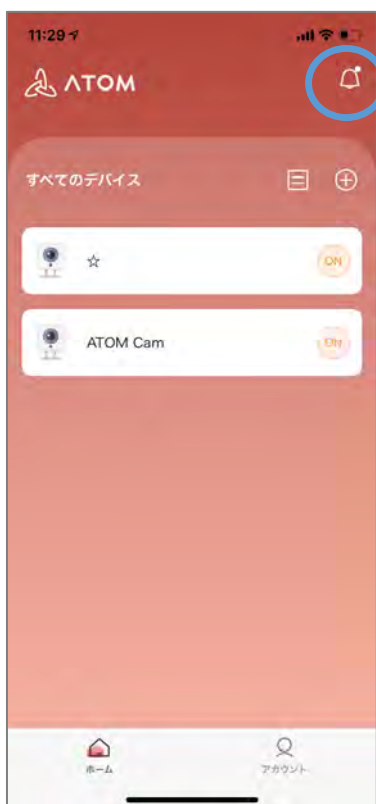 11:29
ATOM
すべてのデバイス
☆
ON
ATOM Cam
ON
ホーム
アカウント